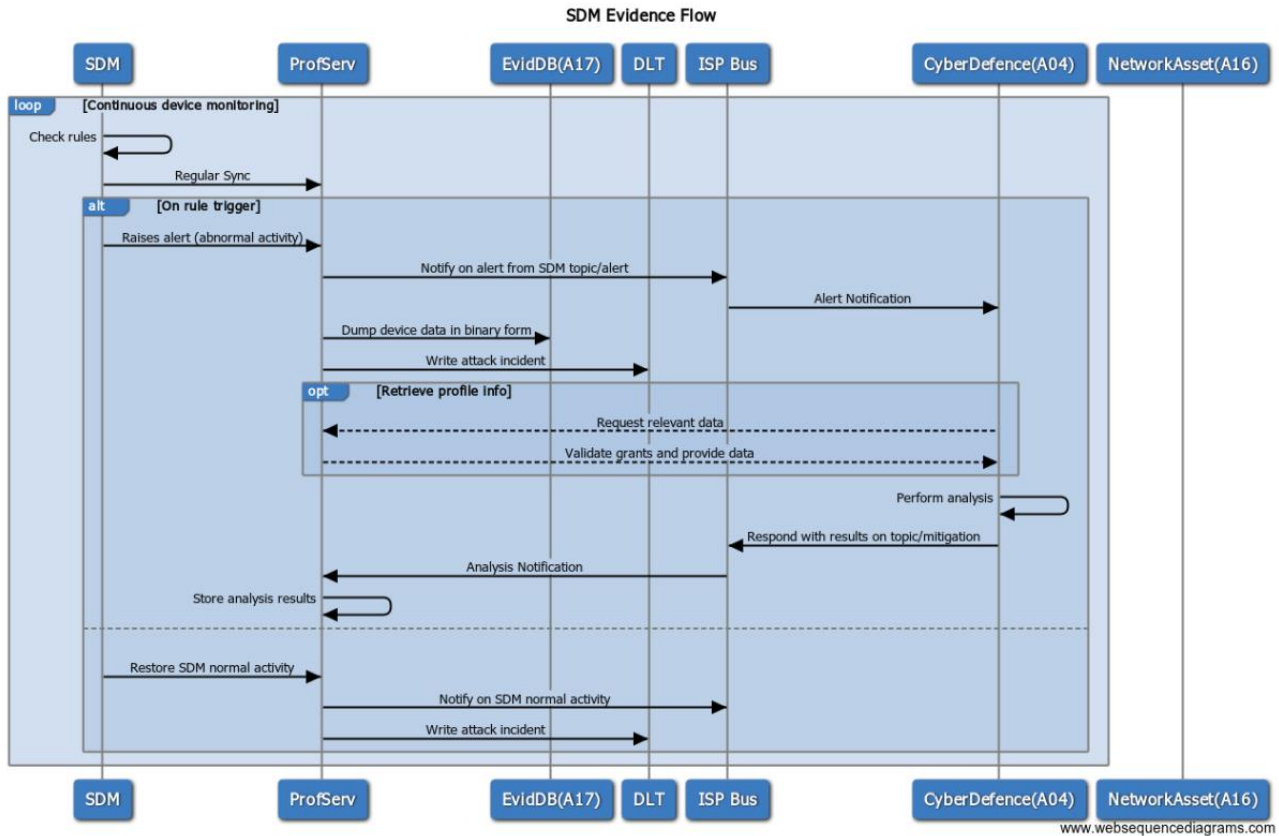 SDM Evidence Flow
SDM
ProfServ
EvidDB(A17)
DLT
ISP Bus
CyberDefence(A04)
NetworkAsset(A16)
loop
[Continuous device monitoring]
Check rules
Regular Sync
alt
[On rule trigger]
Raises alert (abnormal activity)
Notify on alert from SDM topic/alert
Alert Notification
Dump device data in binary form
Write attack incident
opt
[Retrieve profile info]
Request relevant data
Validate grants and provide data
Perform analysis
Respond with results on topic/mitigation
Analysis Notification
Store analysis results
Restore SDM normal activity
Notify on SDM normal activity
Write attack incident
SDM
ProfServ
EvidDB(A17)
DLT
ISP Bus
CyberDefence(A04)
NetworkAsset(A16)
www.websequencediagrams.com